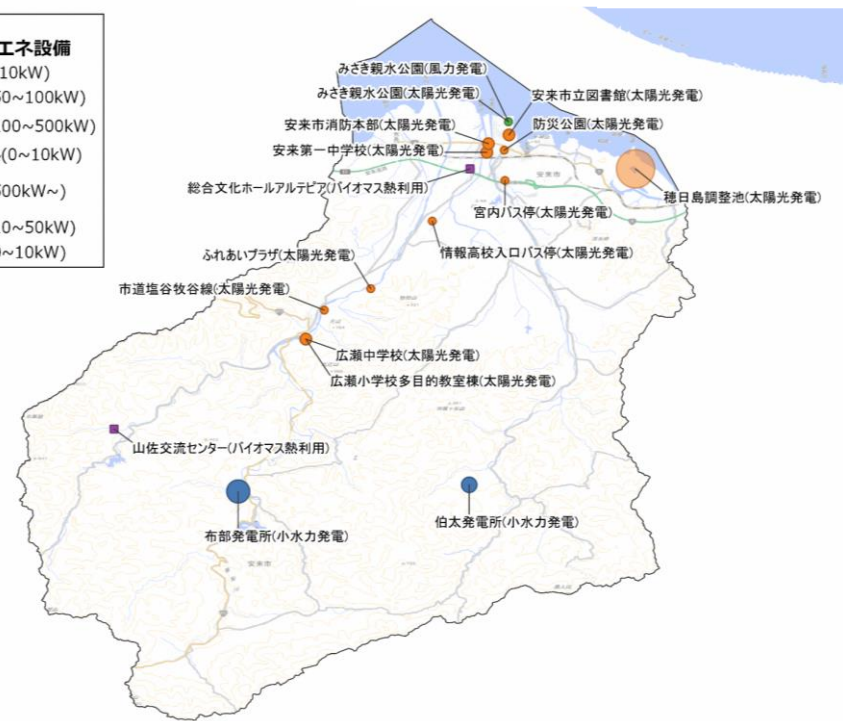 エネ設備
10kW)
0~100kW)
00~500kW)
(0~10kW)
00kW~)
0~50kW)
~10kW)
みさき親水公園(風力発電)
みさき親水公園(太陽光発電)
安来市立図書館(太陽光発電)
安来市消防本部(太陽光発電)
防災公園(太陽光発電)
安来第一中学校(太陽光発電)
安来市
総合文化ホールアルテピア(バイオマス熱利用)
穂日島調整池(太陽光発電)
宮内バス停(太陽光発電)
情報高校入口バス停(太陽光発電)
ふれあいプラザ(太陽光発電)
市道塩谷牧谷線(太陽光発電)
広瀬中学校(太陽光発電)
広瀬小学校多目的教室棟(太陽光発電)
山佐交流センター(バイオマス熱利用)
布部発電所(小水力発電)
伯太発電所(小水力発電)
安来市